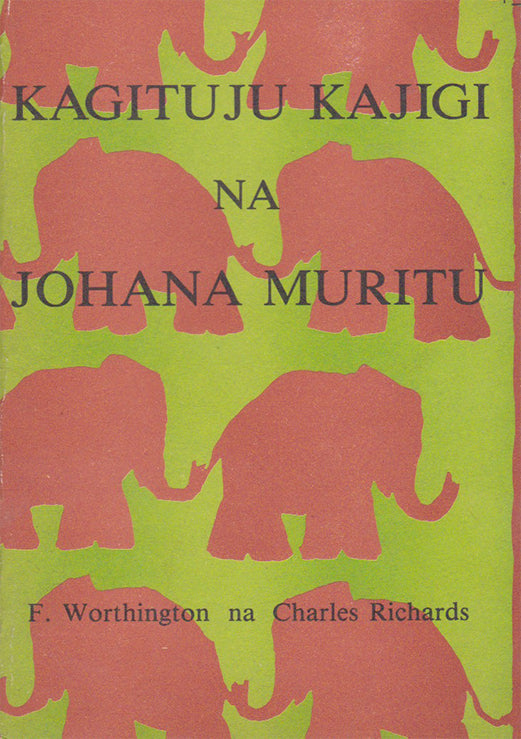 KAGITUJU KAJIGI
NA
JOHANA MURITU
F. Worthington na Charles Richards